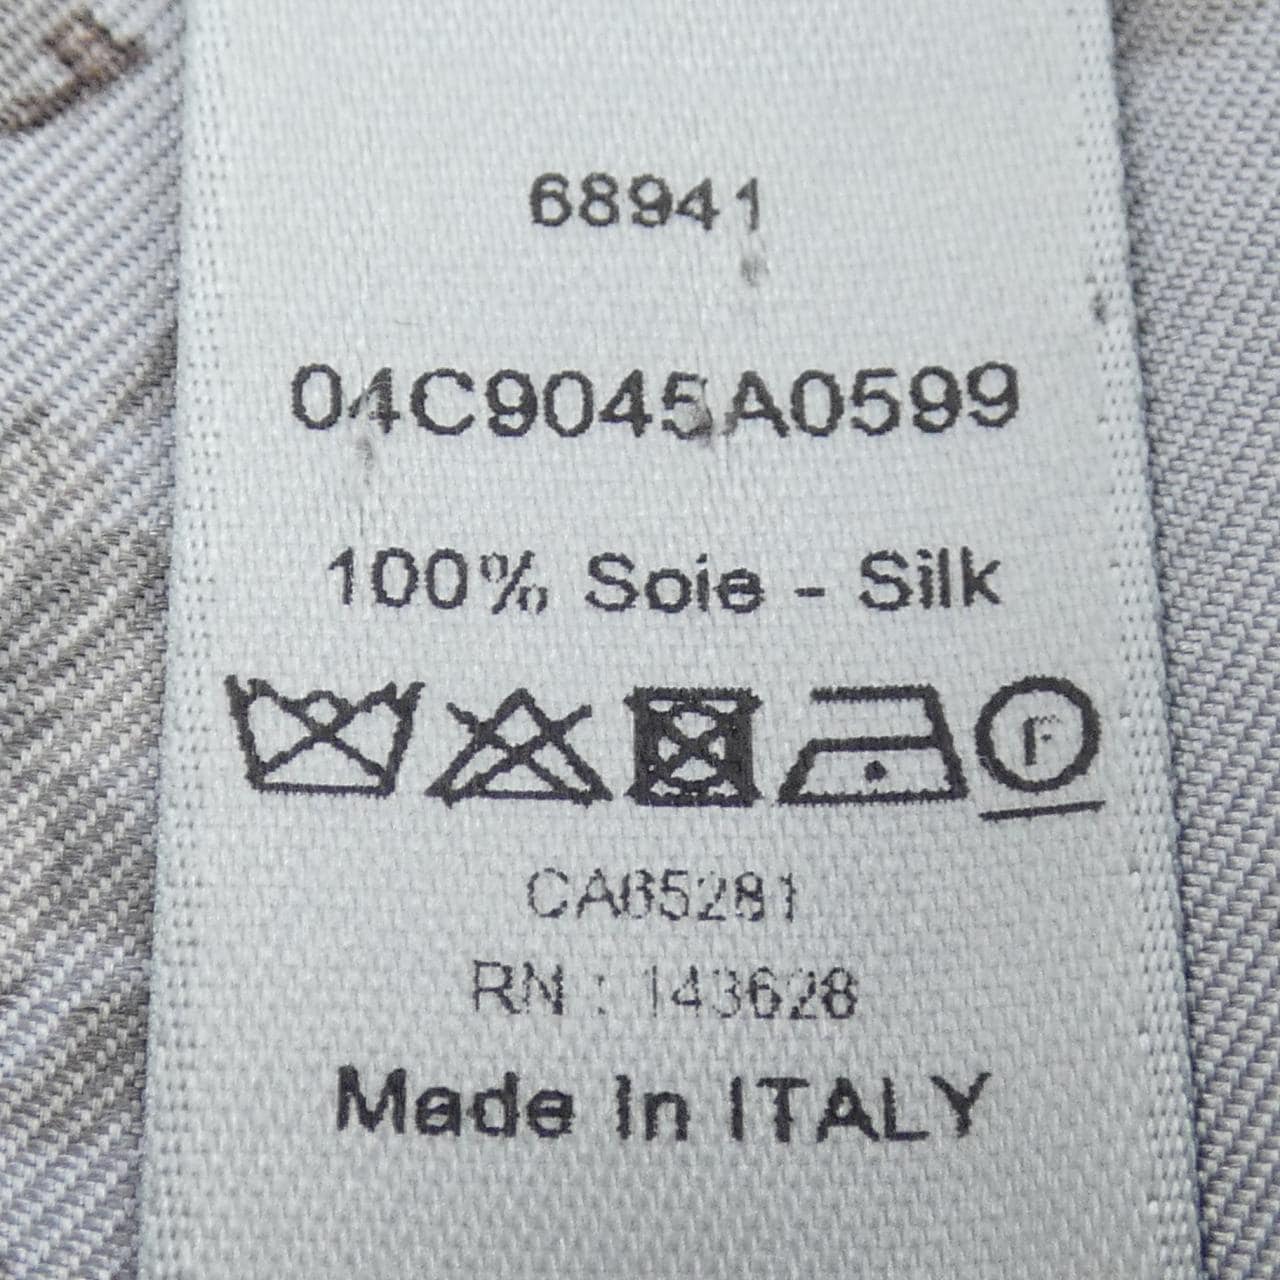 68941
04C9045A0599
100% Soie - Silk
F
CA65281
RN : 143628
Made In ITALY